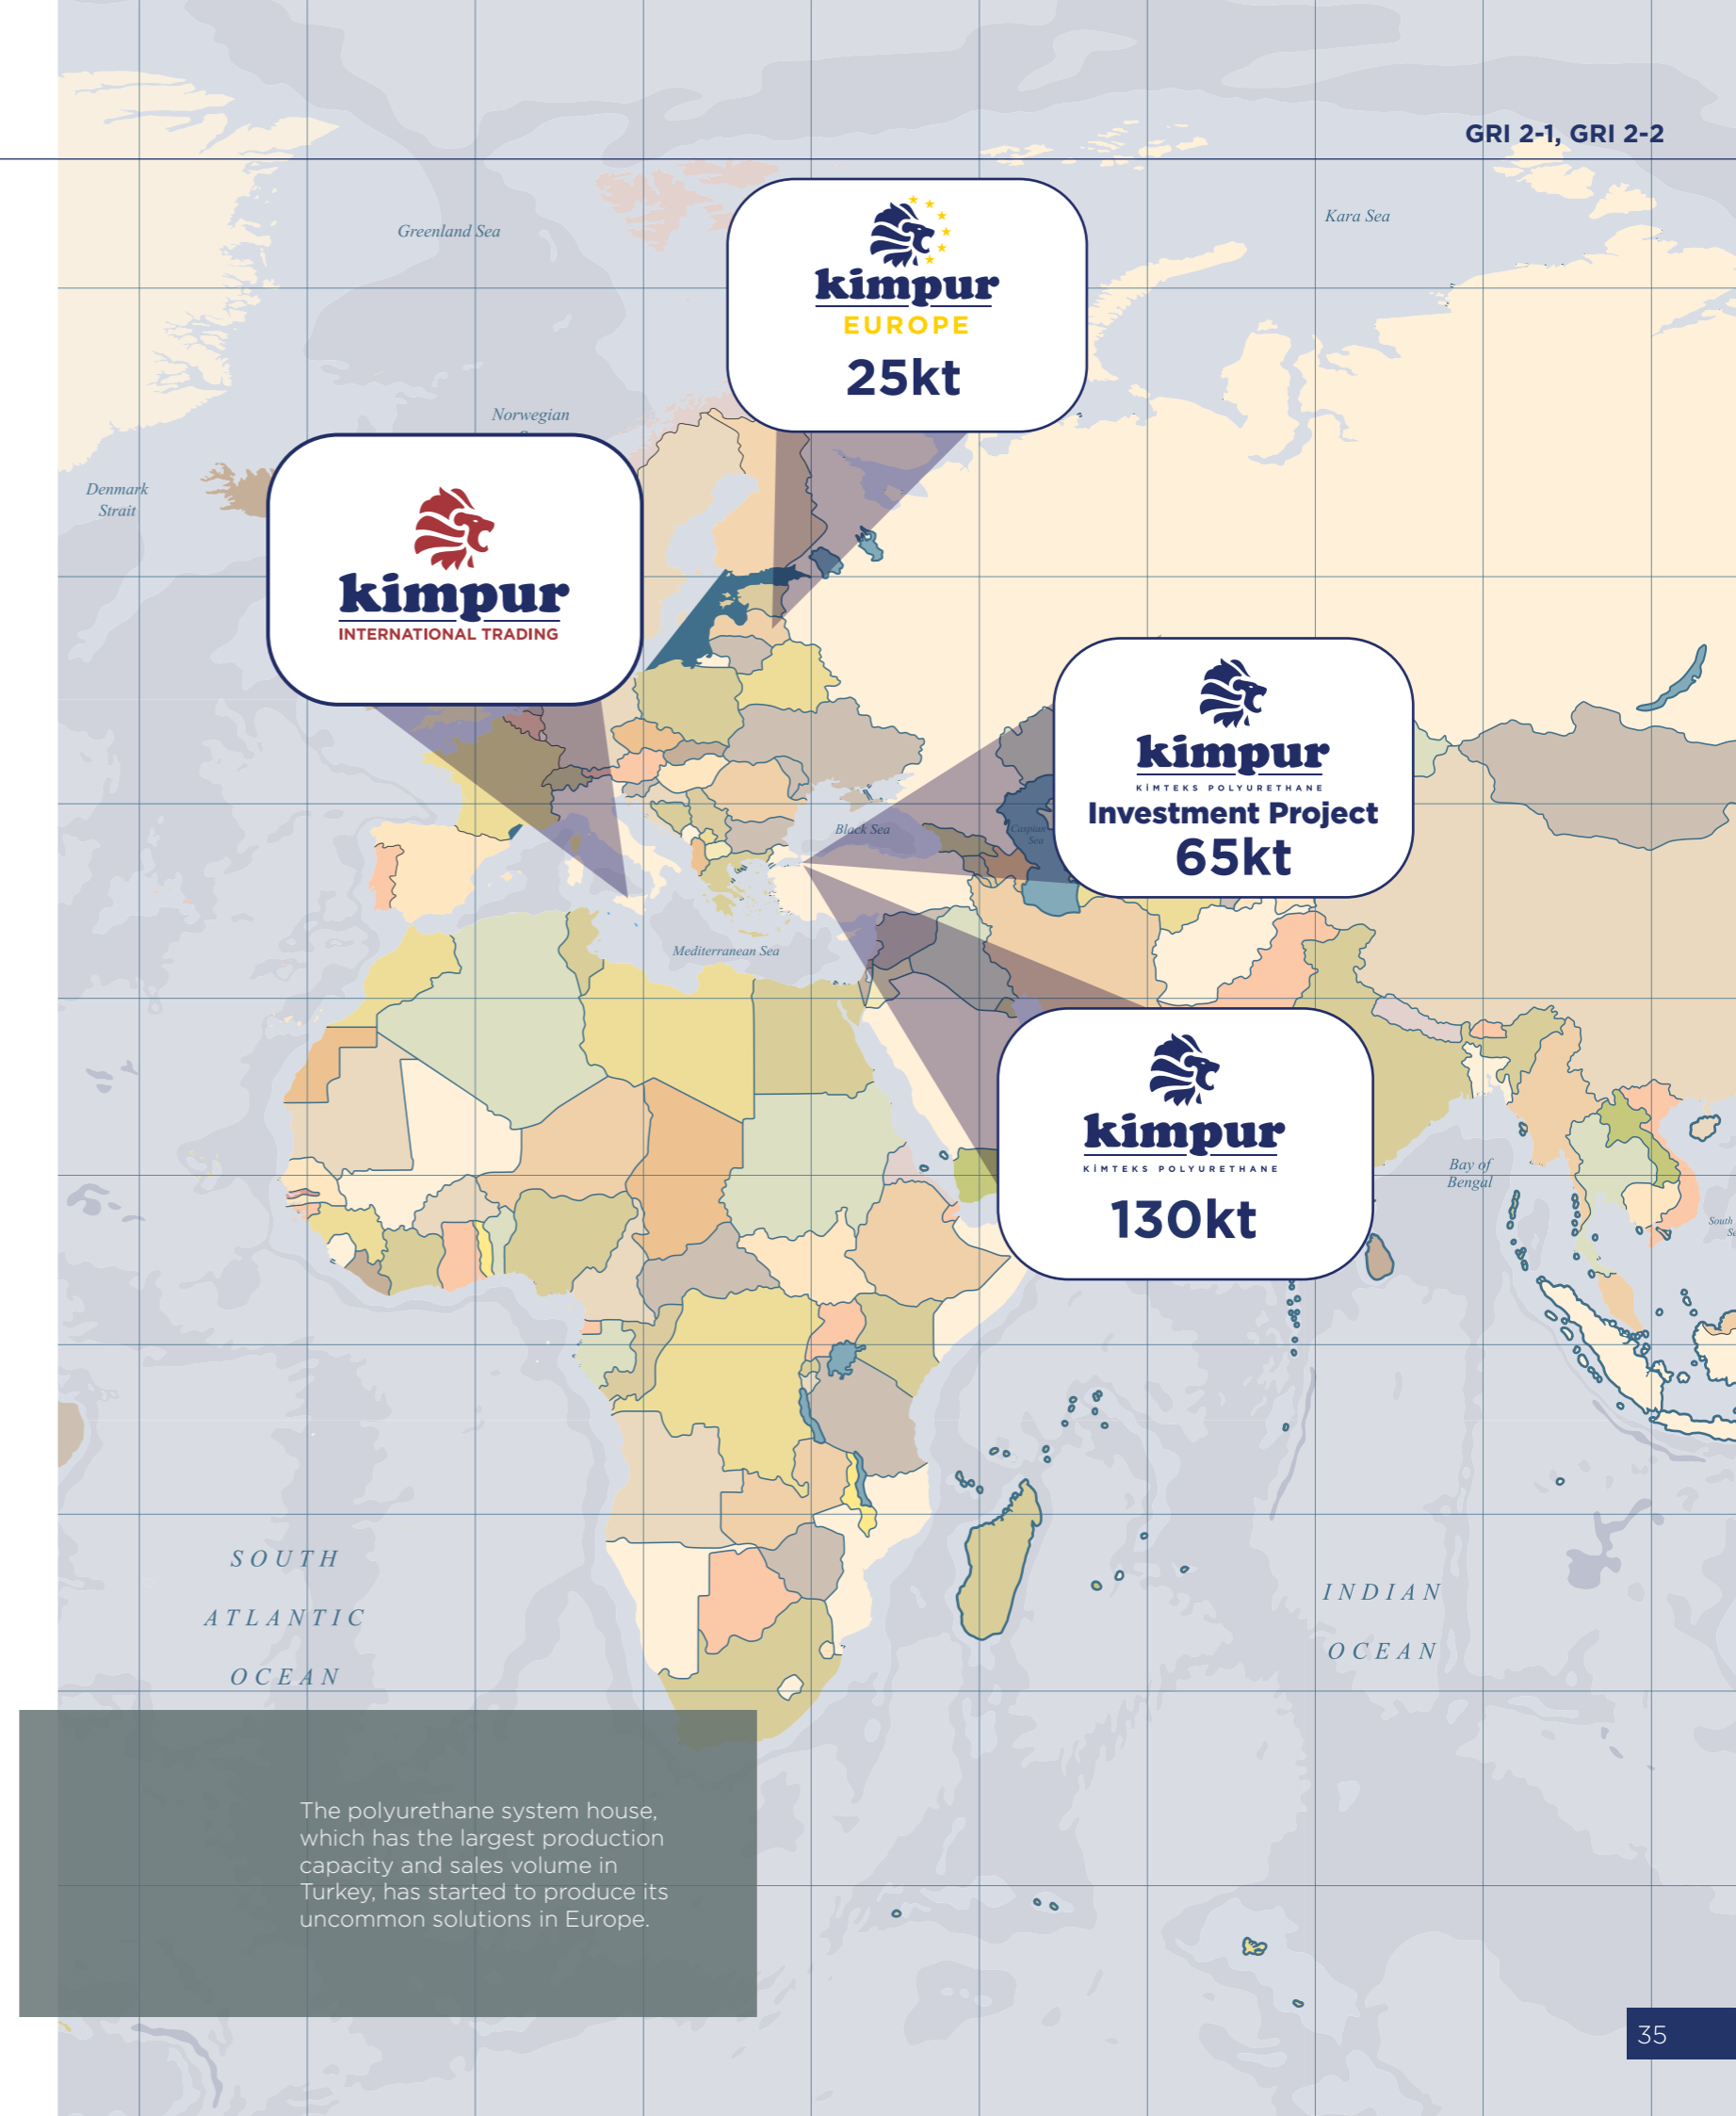 GRI 2-1, GRI 2-2
Greenland Sea
Kara Sea
kimpur
EUROPE
25kt
Norwegian
Denmark
Strait
kimpur
INTERNATIONAL TRADING
kimpur
KİMTEKS POLYURETHANE
Investment Project
65kt
Black Sea
Caspian
Sea
Mediterranean Sea
kimpur
KİMTEKS POLYURETHANE
130kt
Bay of
Bengal
South
SOUTH
ATLANTIC
OCEAN
INDIAN
OCEAN
The polyurethane system house,
which has the largest production
capacity and sales volume in
Turkey, has started to produce its
uncommon solutions in Europe.
35